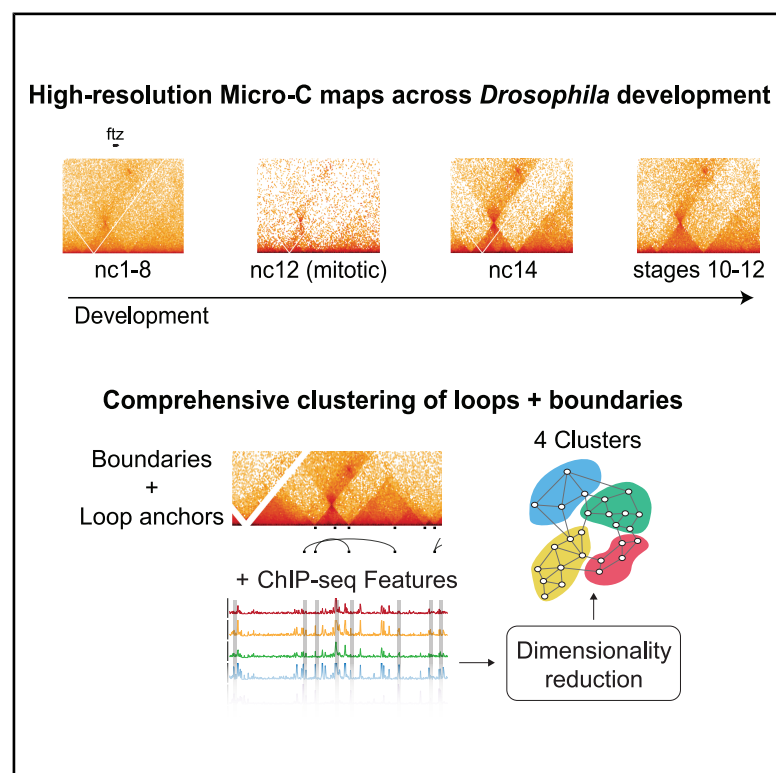 High-resolution Micro-C maps across Drosophila development
ftz
nc1-8
nc12 (mitotic)
nc14
stages 10-12
Development
Comprehensive clustering of loops + boundaries
Boundaries
+
Loop anchors
4 Clusters
+ ChIP-seq Features
Dimensionality
reduction